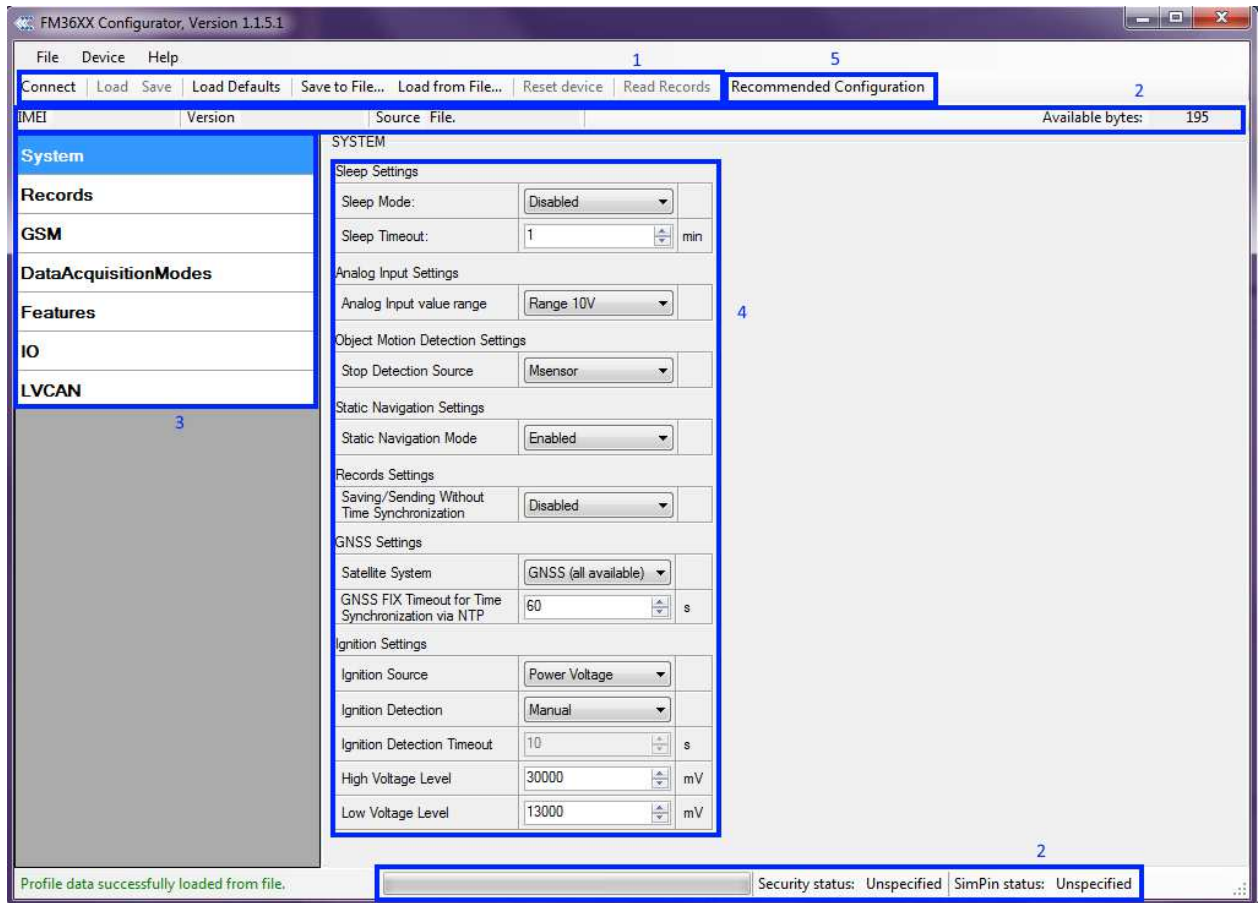 FM36XX Configurator, Version 1.1.5.1
File Device Help
1 5
Connect Load Save Load Defaults Save to File... Load from File... Reset device Read Records Recommended Configuration
2
IMEI Version Source File. Available bytes: 195
System
Records
GSM
DataAcquisitionModes
Features
IO
LVCAN
3
SYSTEM
Sleep Settings
Sleep Mode: Disabled
Sleep Timeout: 1 min
Analog Input Settings
Analog Input value range Range 10V
4
Object Motion Detection Settings
Stop Detection Source Msensor
Static Navigation Settings
Static Navigation Mode Enabled
Records Settings
Saving/Sending Without
Time Synchronization Disabled
GNSS Settings
Satellite System GNSS (all available)
GNSS FIX Timeout for Time
Synchronization via NTP 60 s
Ignition Settings
Ignition Source Power Voltage
Ignition Detection Manual
Ignition Detection Timeout 10 s
High Voltage Level 30000 mV
Low Voltage Level 13000 mV
2
Profile data successfully loaded from file. Security status: Unspecified SimPin status: Unspecified